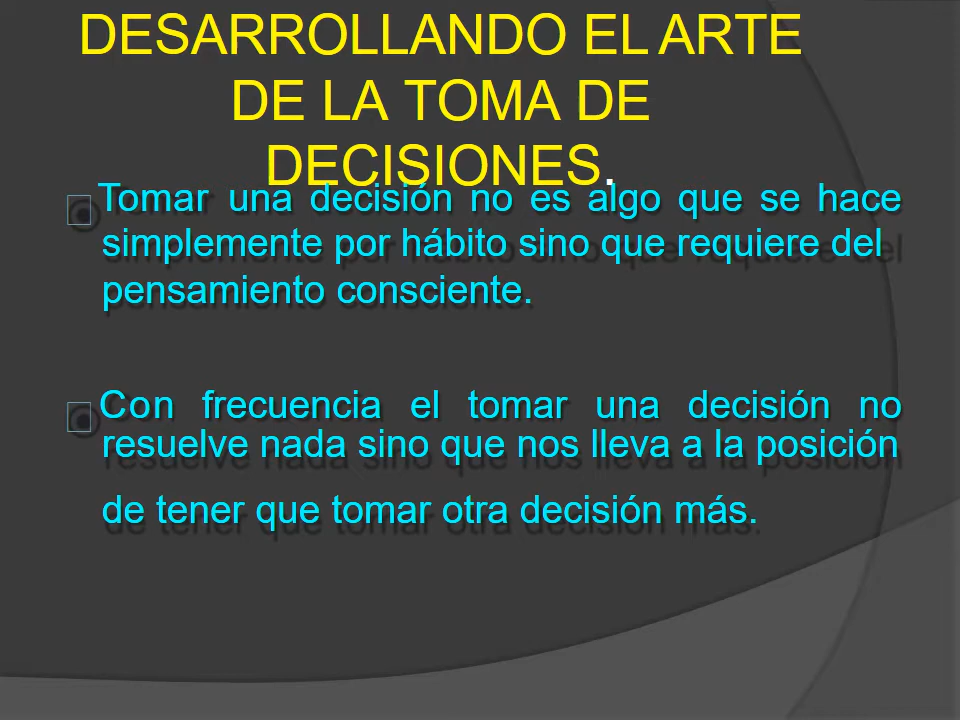 DESARROLLANDO EL ARTE
DE LA TOMA DE
DECISIONES.
Tomar una decisión no es algo que se hace
simplemente por hábito sino que requiere del
pensamiento consciente.
Con frecuencia el tomar una decisión no
resuelve nada sino que nos lleva a la posición
de tener que tomar otra decisión más.